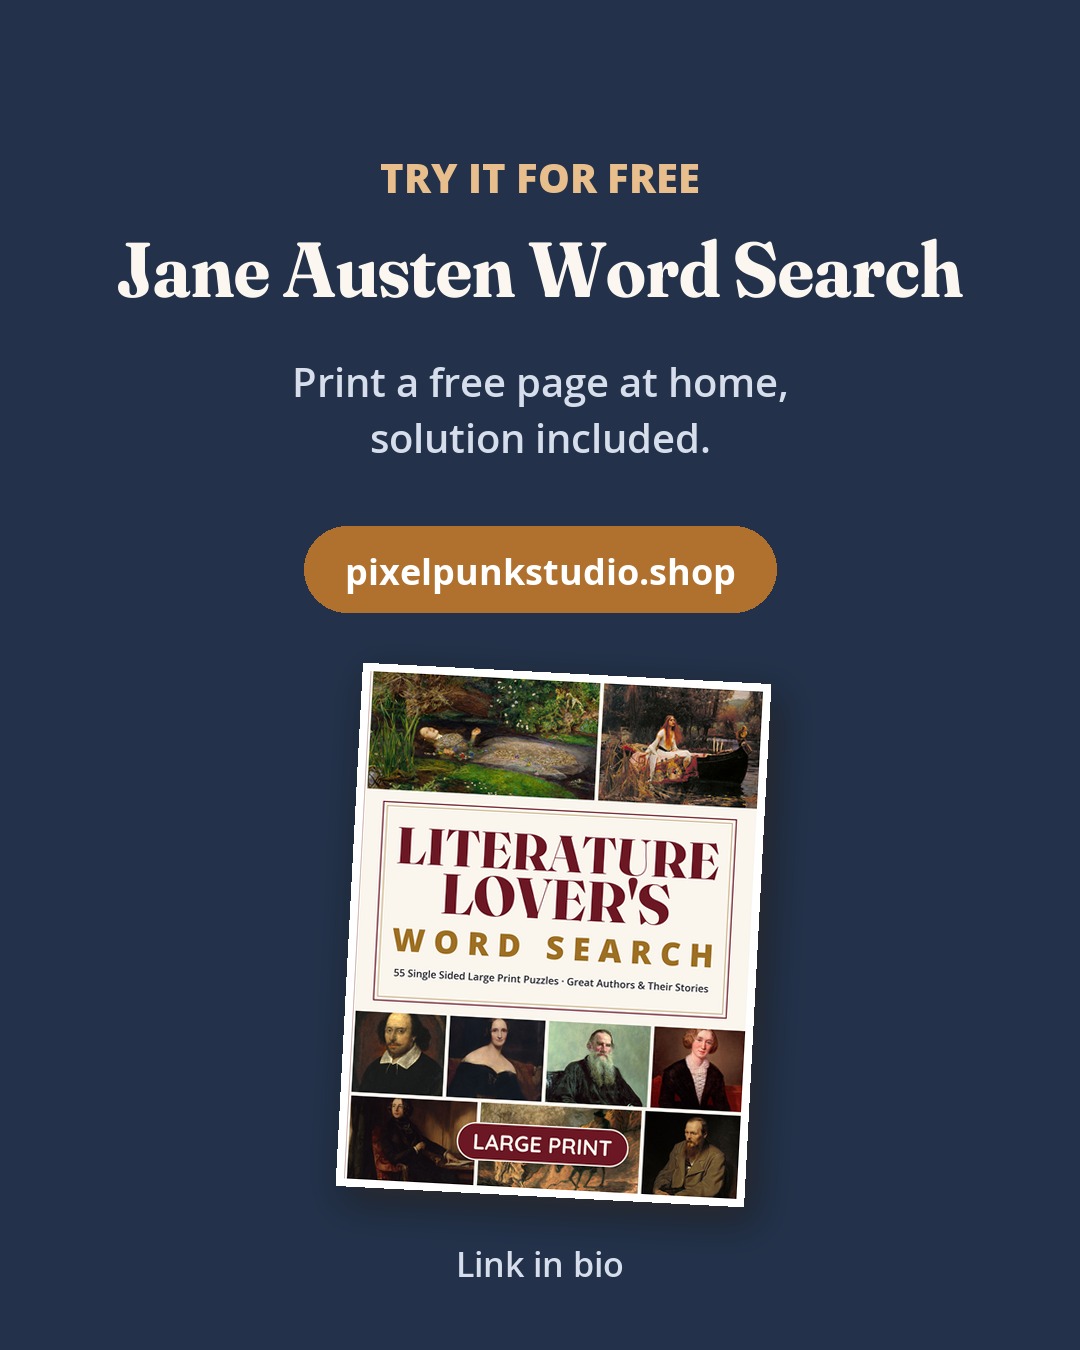 TRY IT FOR FREE
Jane Austen Word Search
Print a free page at home,
solution included.
pixelpunkstudio.shop
LITERATURE
LOVER'S
WORD SEARCH
55 Single Sided Large Print Puzzles · Great Authors & Their Stories
LARGE PRINT
Link in bio